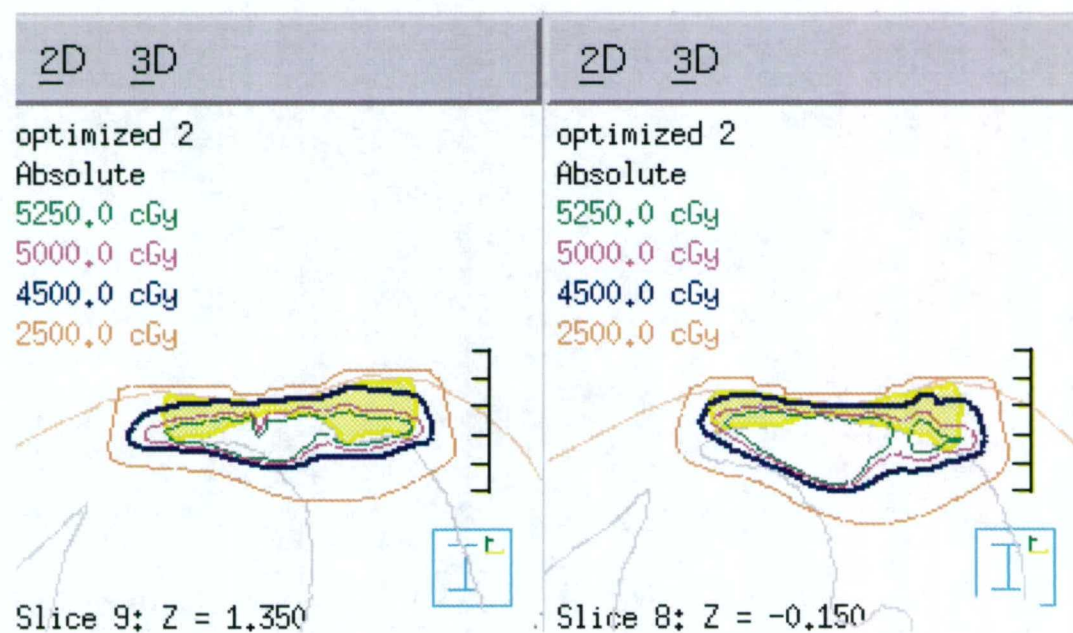 2D 3D
optimized 2
Absolute
5250.0 cGy
5000.0 cGy
4500.0 cGy
2500.0 cGy
Slice 9: Z = 1.350
2D 3D
optimized 2
Absolute
5250.0 cGy
5000.0 cGy
4500.0 cGy
2500.0 cGy
Slice 8: Z = -0.150